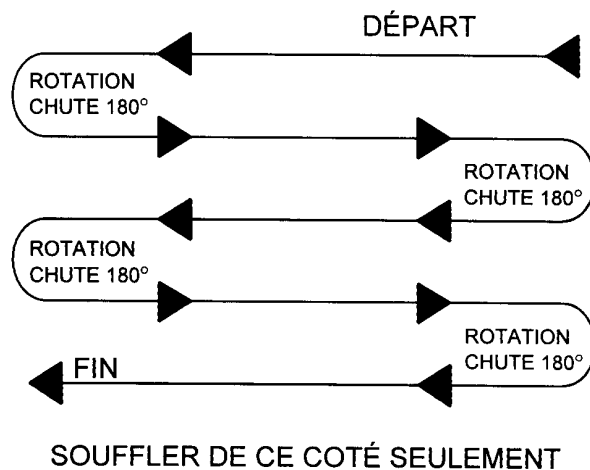 DÉPART
ROTATION
CHUTE 180°
ROTATION
CHUTE 180°
ROTATION
CHUTE 180°
ROTATION
CHUTE 180°
FIN
SOUFFLER DE CE COTÉ SEULEMENT